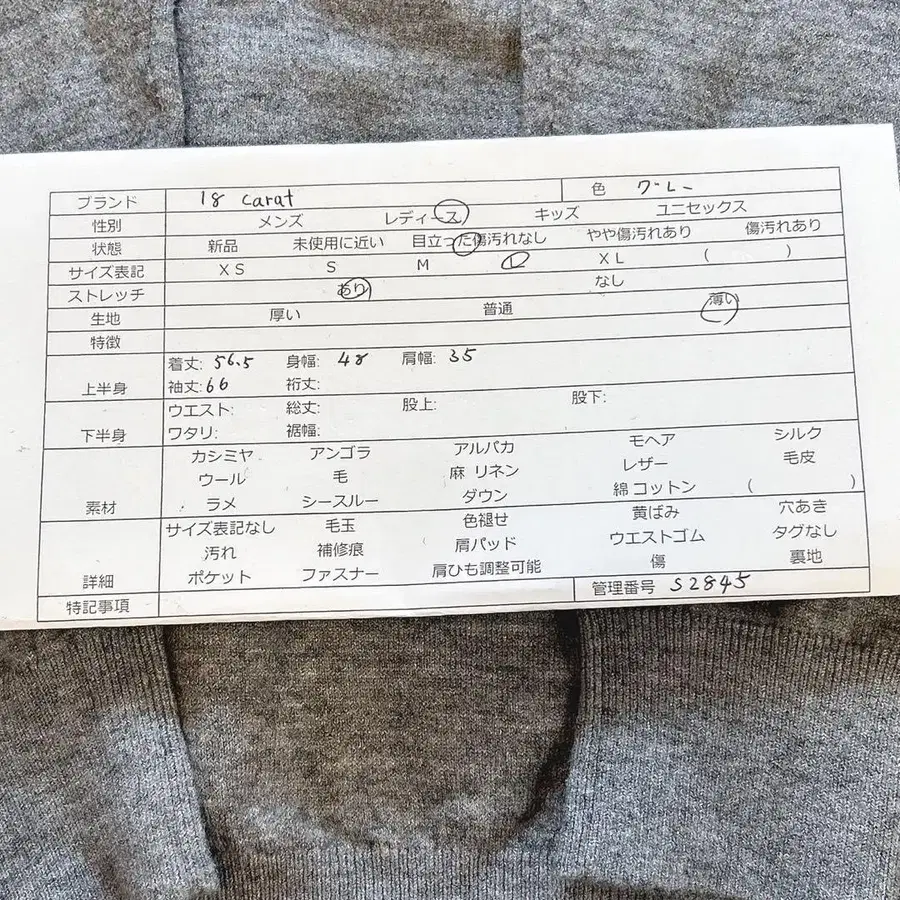 ブランド 18 carat 色 グレー
性別 メンズ レディース キッズ ユニセックス
状態 新品 未使用に近い 目立った傷汚れなし やや傷汚れあり 傷汚れあり
サイズ表記 XS S M L XL ( )
ストレッチ あり なし
生地 厚い 普通 薄い
特徴
上半身 着丈: 56.5 身幅: 48 肩幅: 35
袖丈: 66 裄丈:
下半身 ウエスト: 総丈: 股上: 股下:
ワタリ: 裾幅:
素材 カシミヤ アンゴラ アルパカ モヘア シルク
ウール 毛 麻 リネン レザー 毛皮
ラメ シースルー ダウン 綿 コットン ( )
詳細 サイズ表記なし 毛玉 色褪せ 黄ばみ 穴あき
汚れ 補修痕 肩パッド ウエストゴム タグなし
ポケット ファスナー 肩ひも調整可能 傷 裏地
特記事項 管理番号 S2845